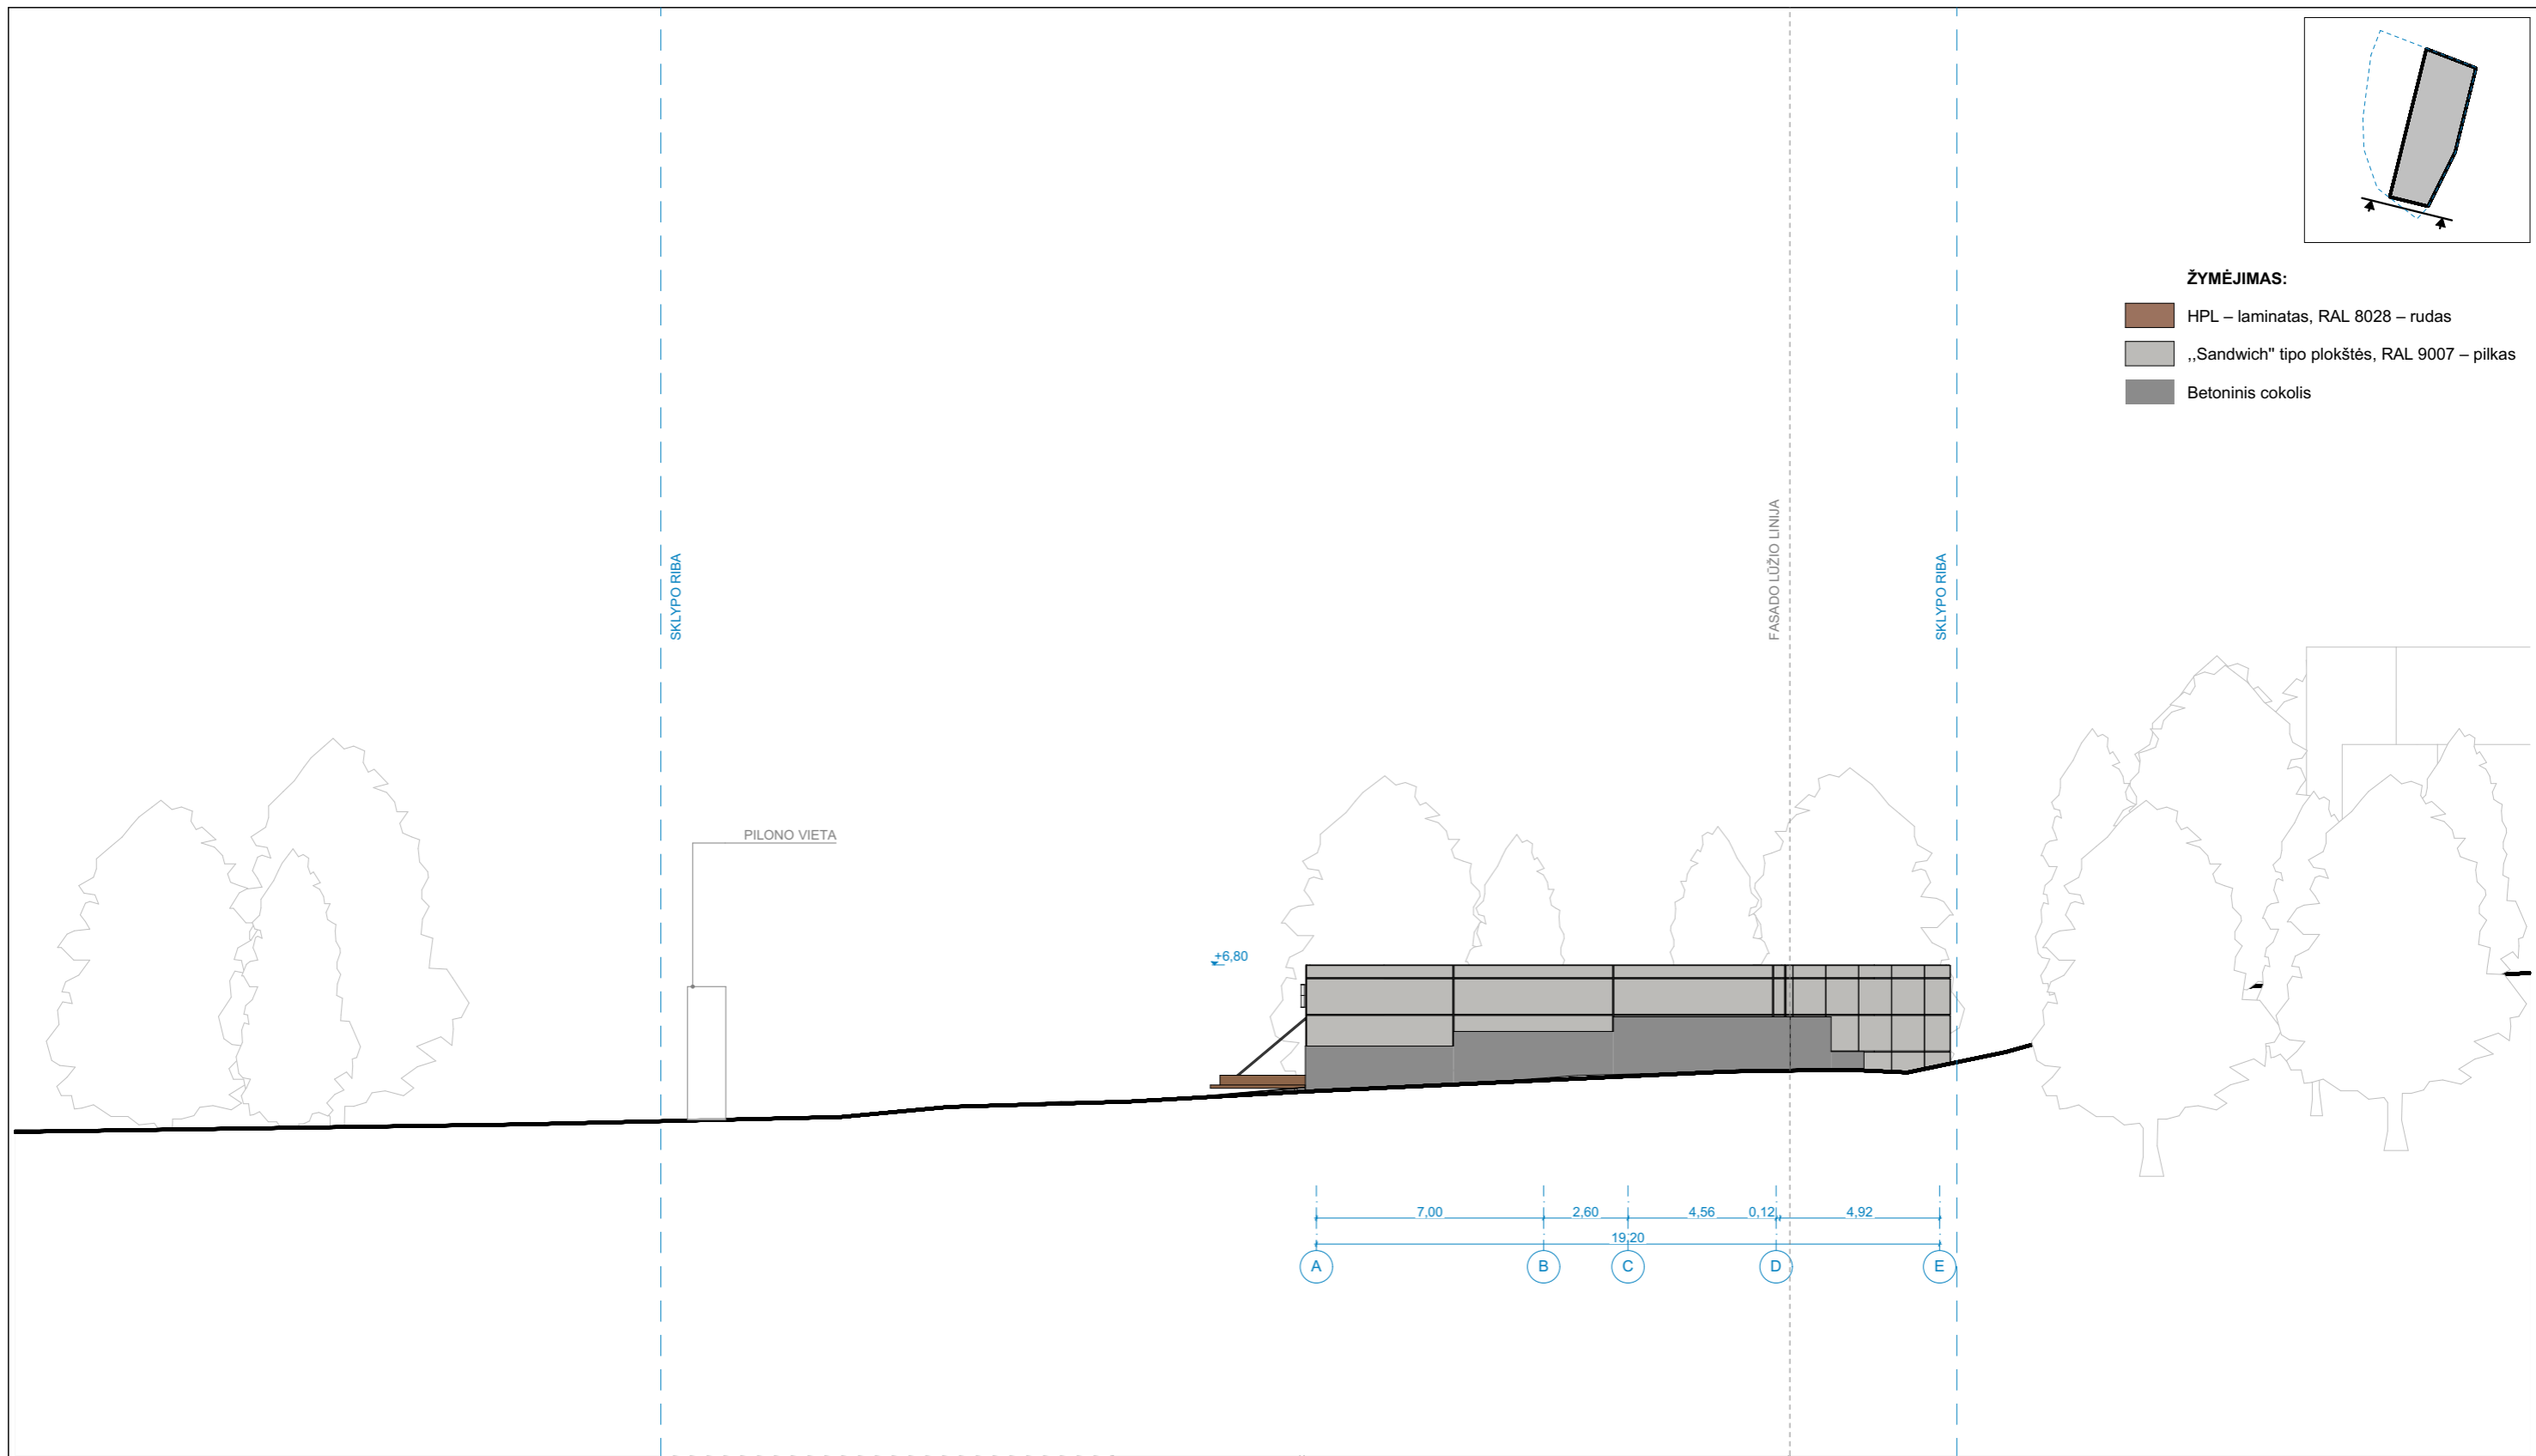 ŽYMĖJIMAS:
HPL – laminatas, RAL 8028 – rudas
,,Sandwich" tipo plokštės, RAL 9007 – pilkas
Betoninis cokolis
SKLYPO RIBA
FASADO LŪŽIO LINIJA
SKLYPO RIBA
PILONO VIETA
+6,80
7,00 2,60 4,56 0,12 4,92
19,20
A B C D E